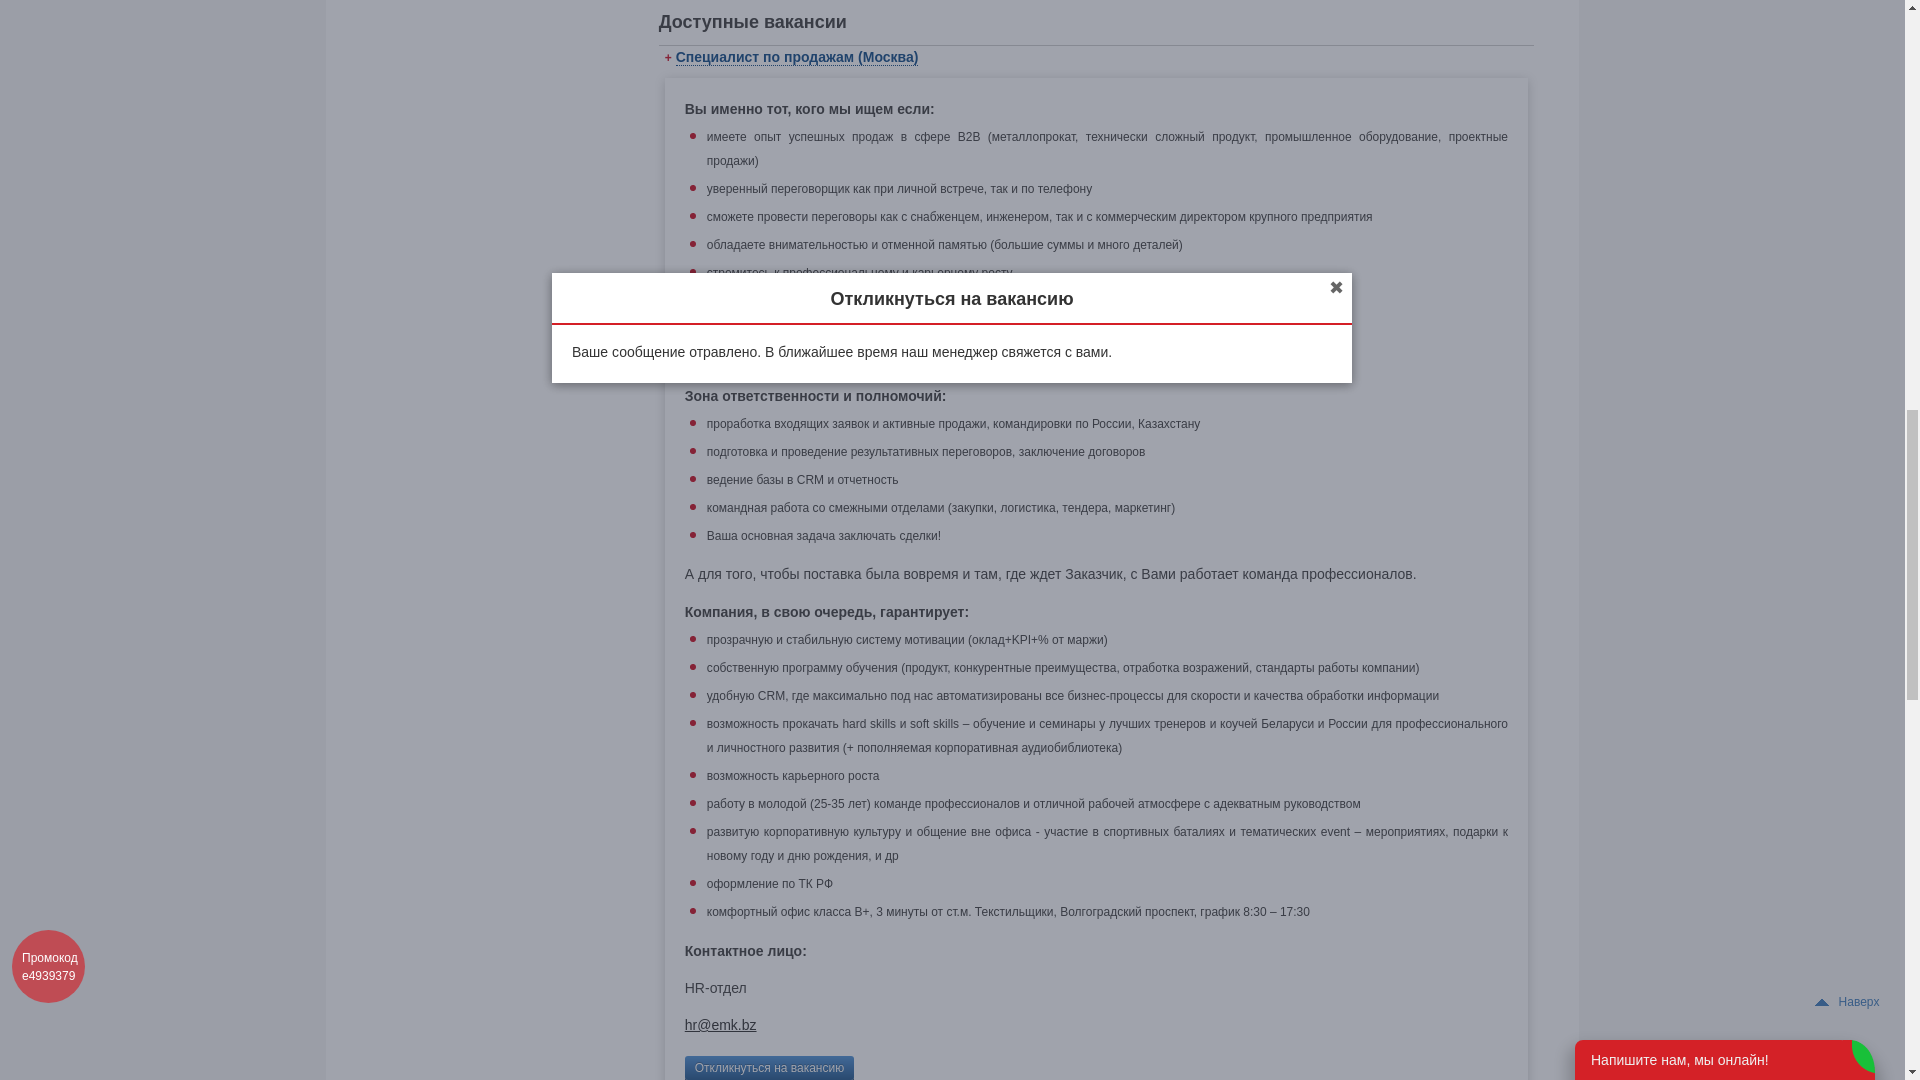 Доступные вакансии
+ Специалист по продажам (Москва)
Вы именно тот, кого мы ищем если:
имеете опыт успешных продаж в сфере B2B (металлопрокат, технически сложный продукт, промышленное оборудование, проектные
продажи)
уверенный переговорщик как при личной встрече, так и по телефону
сможете провести переговоры как с снабженцем, инженером, так и с коммерческим директором крупного предприятия
обладаете внимательностью и отменной памятью (большие суммы и много деталей)
стремитесь к профессиональному и карьерному росту
Откликнуться на вакансию
✖
Ваше сообщение отравлено. В ближайшее время наш менеджер свяжется с вами.
Зона ответственности и полномочий:
проработка входящих заявок и активные продажи, командировки по России, Казахстану
подготовка и проведение результативных переговоров, заключение договоров
ведение базы в CRM и отчетность
командная работа со смежными отделами (закупки, логистика, тендера, маркетинг)
Ваша основная задача заключать сделки!
А для того, чтобы поставка была вовремя и там, где ждет Заказчик, с Вами работает команда профессионалов.
Компания, в свою очередь, гарантирует:
прозрачную и стабильную систему мотивации (оклад+KPI+% от маржи)
собственную программу обучения (продукт, конкурентные преимущества, отработка возражений, стандарты работы компании)
удобную CRM, где максимально под нас автоматизированы все бизнес-процессы для скорости и качества обработки информации
возможность прокачать hard skills и soft skills – обучение и семинары у лучших тренеров и коучей Беларуси и России для профессионального
и личностного развития (+ пополняемая корпоративная аудиобиблиотека)
возможность карьерного роста
работу в молодой (25-35 лет) команде профессионалов и отличной рабочей атмосфере с адекватным руководством
развитую корпоративную культуру и общение вне офиса - участие в спортивных баталиях и тематических event – мероприятиях, подарки к
новому году и дню рождения, и др
оформление по ТК РФ
комфортный офис класса В+, 3 минуты от ст.м. Текстильщики, Волгоградский проспект, график 8:30 – 17:30
Контактное лицо:
HR-отдел
hr@emk.bz
Откликнуться на вакансию
Промокод
e4939379
Наверх
Напишите нам, мы онлайн!